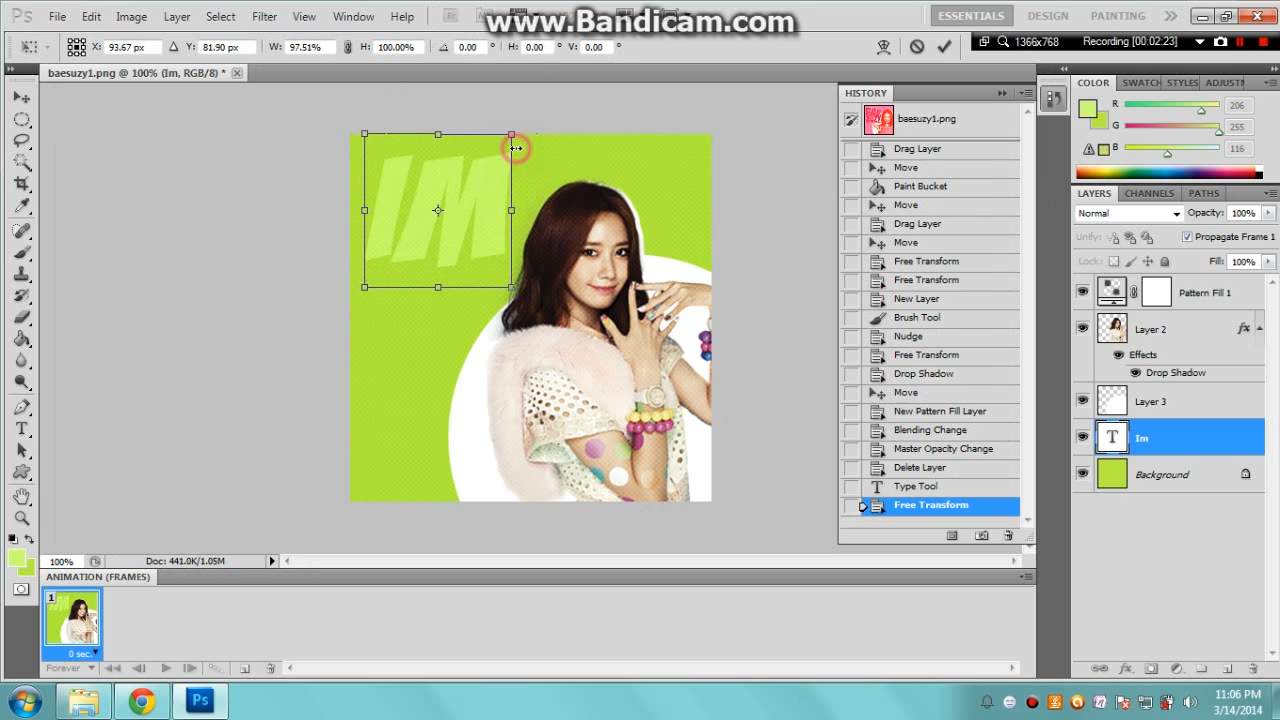 www.Bandicam.com
Ps File Edit Image Layer Select Filter View Window Help
ESSENTIALS DESIGN PAINTING
X: 93.67 px Y: 81.90 px W: 97.51% H: 100.00% 0.00 ° H: 0.00 ° V: 0.00 °
1366x768 Recording [00:02:23]
baesuzy1.png @ 100% (Im, RGB/8) *
HISTORY
baesuzy1.png
Drag Layer
Move
Paint Bucket
Move
Drag Layer
Move
Free Transform
Free Transform
New Layer
Brush Tool
Nudge
Free Transform
Drop Shadow
Move
New Pattern Fill Layer
Blending Change
Master Opacity Change
Delete Layer
Type Tool
Free Transform
COLOR SWATCH STYLES ADJUSTI
R 206
G 255
B 116
LAYERS CHANNELS PATHS
Normal Opacity: 100%
Unify: Propagate Frame 1
Lock: Fill: 100%
Pattern Fill 1
Layer 2 fx
Effects
Drop Shadow
Layer 3
T Im
Background
IM
100% Doc: 441.0K/1.05M
ANIMATION (FRAMES)
1
0 sec.
Forever
Ps
11:06 PM
3/14/2014